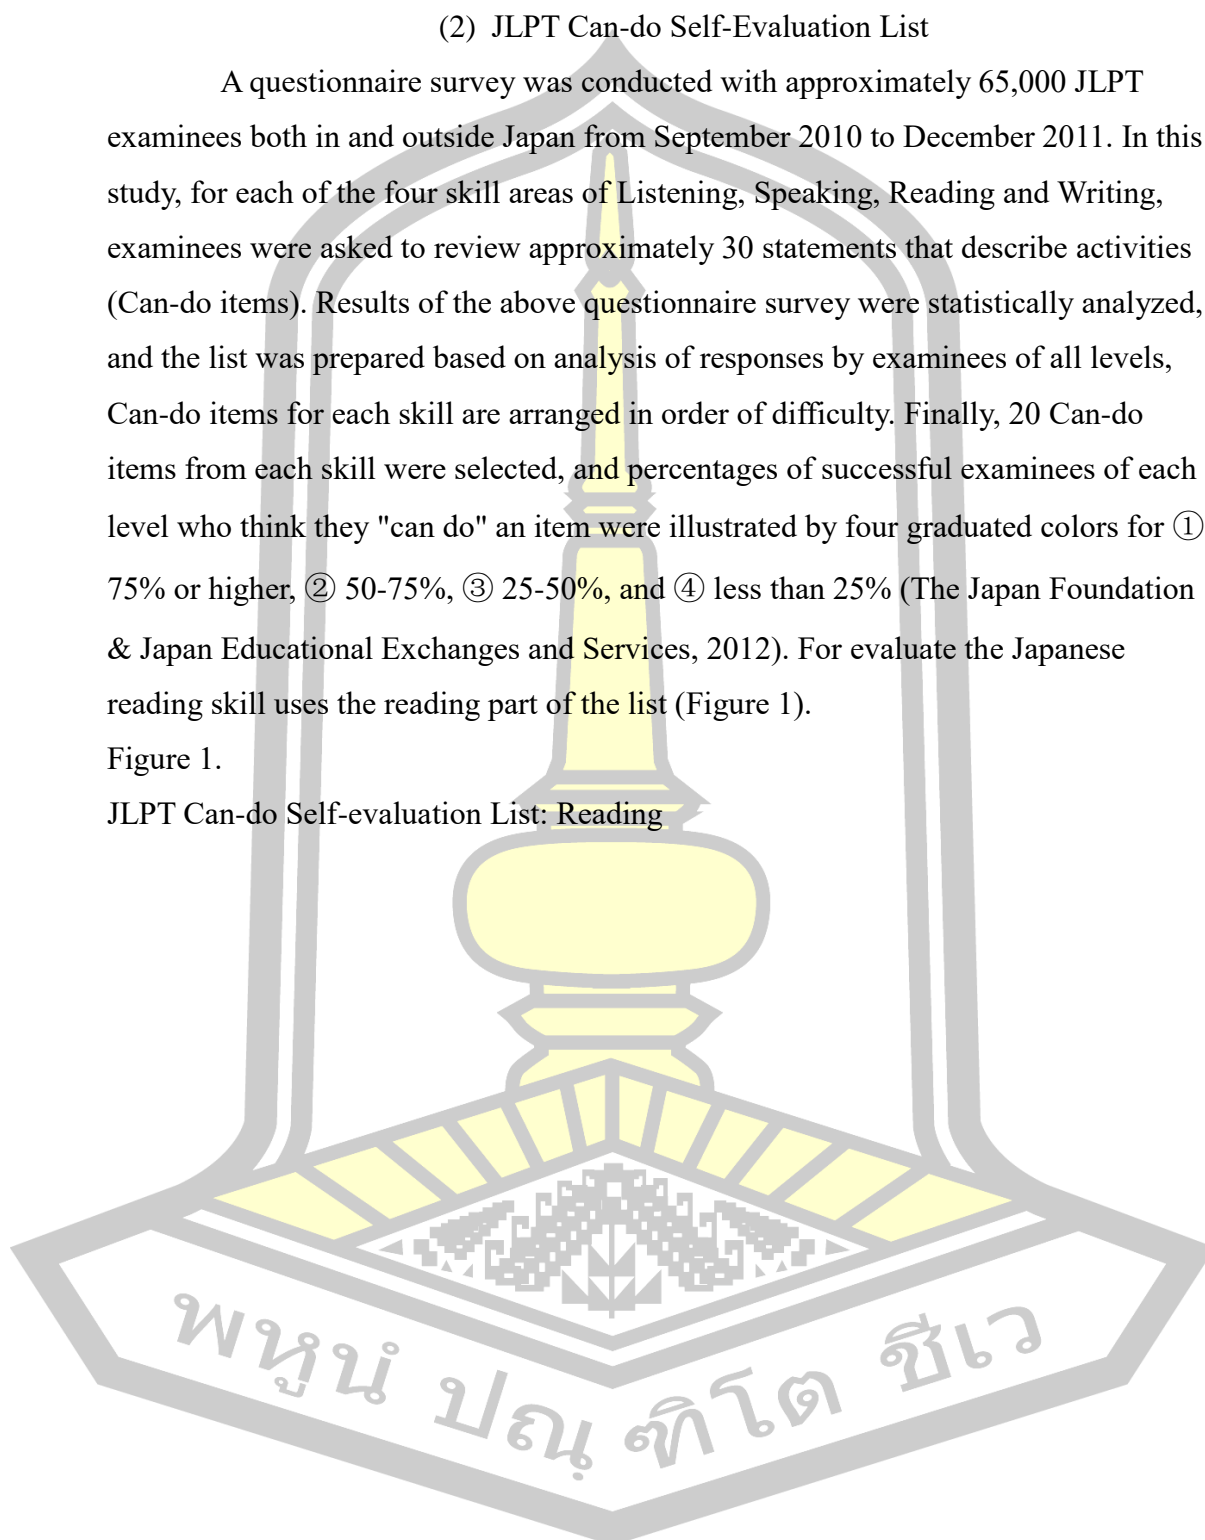 (2) JLPT Can-do Self-Evaluation List
A questionnaire survey was conducted with approximately 65,000 JLPT
examinees both in and outside Japan from September 2010 to December 2011. In this
study, for each of the four skill areas of Listening, Speaking, Reading and Writing,
examinees were asked to review approximately 30 statements that describe activities
(Can-do items). Results of the above questionnaire survey were statistically analyzed,
and the list was prepared based on analysis of responses by examinees of all levels,
Can-do items for each skill are arranged in order of difficulty. Finally, 20 Can-do
items from each skill were selected, and percentages of successful examinees of each
level who think they "can do" an item were illustrated by four graduated colors for ①
75% or higher, ② 50-75%, ③ 25-50%, and ④ less than 25% (The Japan Foundation
& Japan Educational Exchanges and Services, 2012). For evaluate the Japanese
reading skill uses the reading part of the list (Figure 1).
Figure 1.
JLPT Can-do Self-evaluation List: Reading
พหูนํ ปณฺฑิโต ชีเว